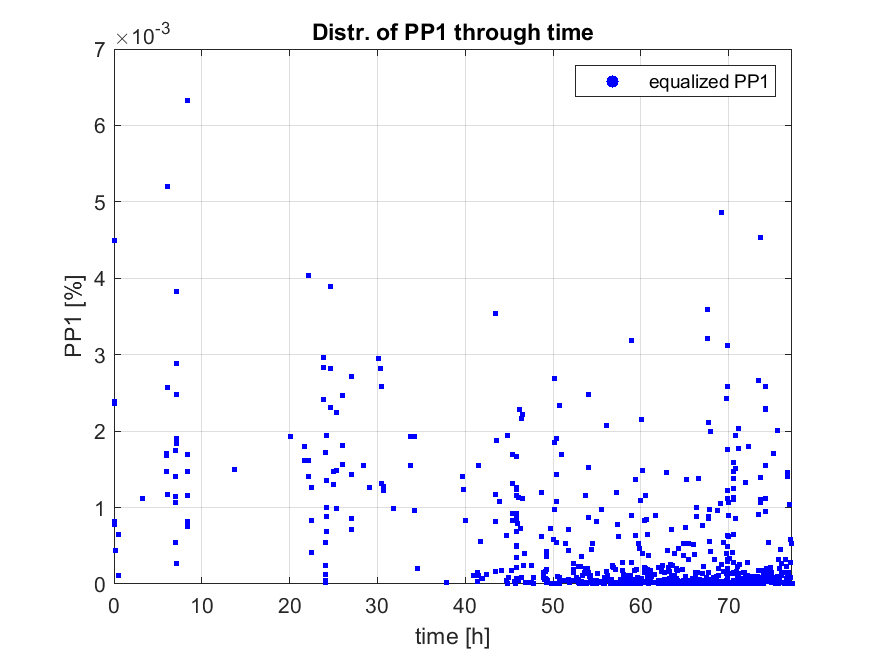 ×10⁻³
Distr. of PP1 through time
equalized PP1
7
6
5
4
3
2
1
0
PP1 [%]
0 10 20 30 40 50 60 70
time [h]